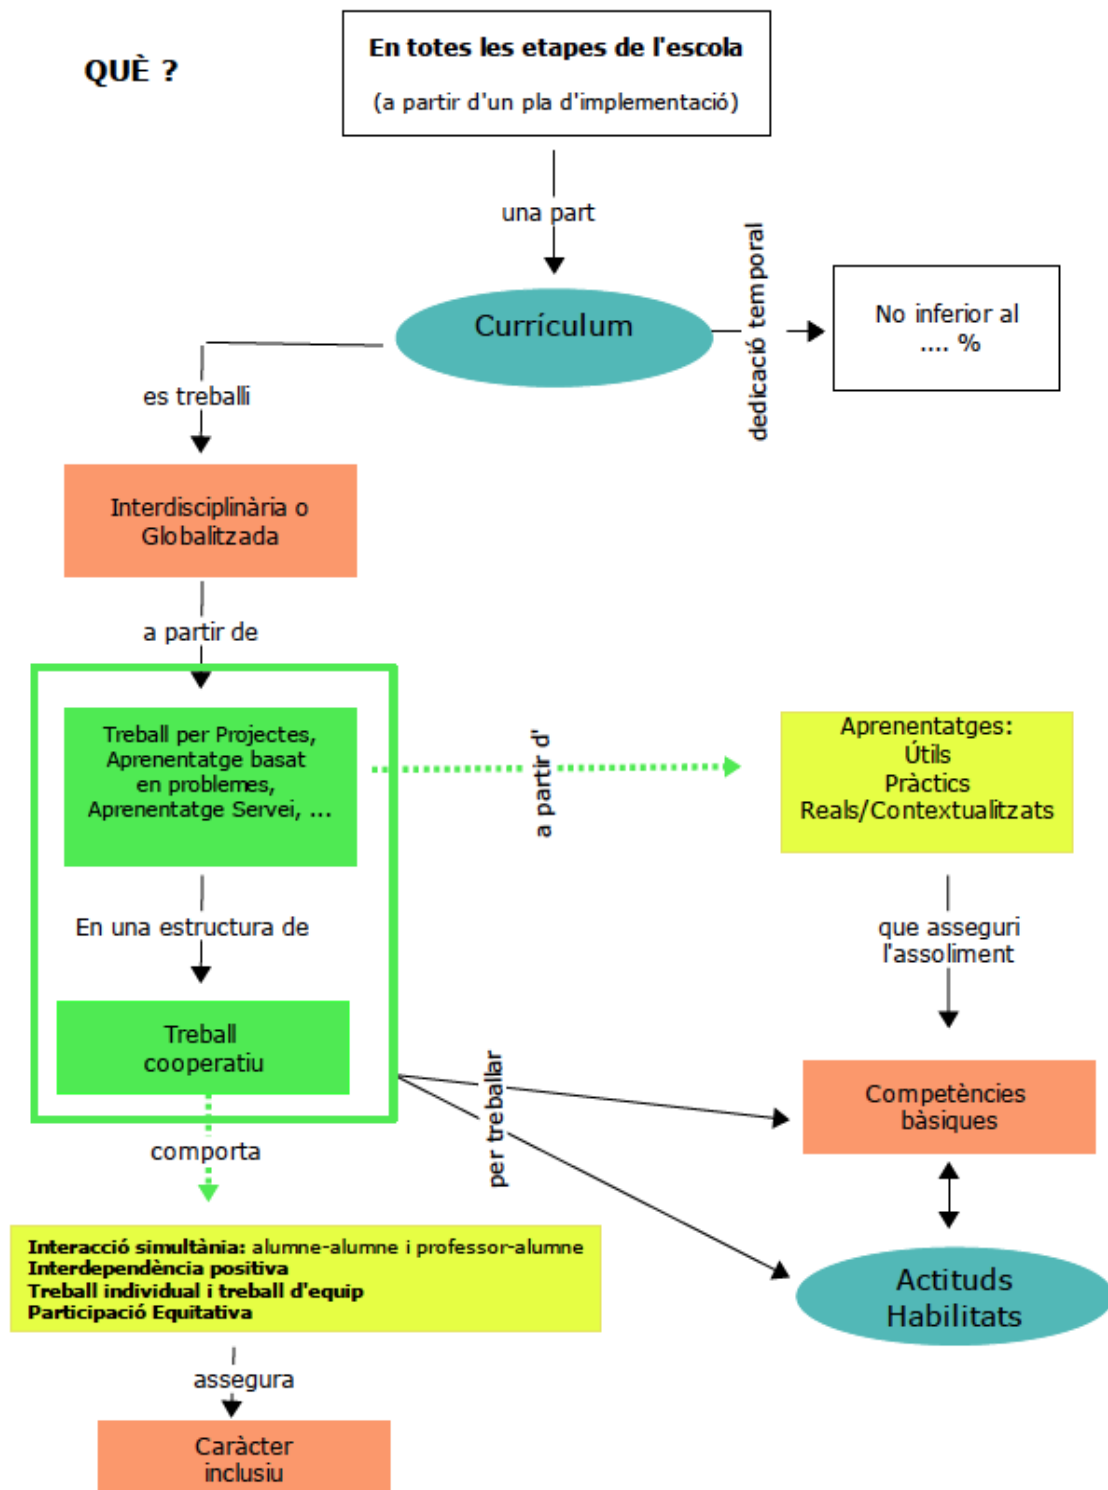 QUÈ ?
En totes les etapes de l'escola
(a partir d'un pla d'implementació)
una part
Currículum
dedicació temporal
No inferior al
.... %
es treballi
Interdisciplinària o
Globalitzada
a partir de
Treball per Projectes,
Aprenentatge basat
en problemes,
Aprenentatge Servei, ...
a partir d'
Aprenentatges:
Útils
Pràctics
Reals/Contextualitzats
En una estructura de
que asseguri
l'assoliment
Treball
cooperatiu
per treballar
Competències
bàsiques
comporta
Interacció simultània: alumne-alumne i professor-alumne
Interdependència positiva
Treball individual i treball d'equip
Participació Equitativa
Actituds
Habilitats
assegura
Caràcter
inclusiu